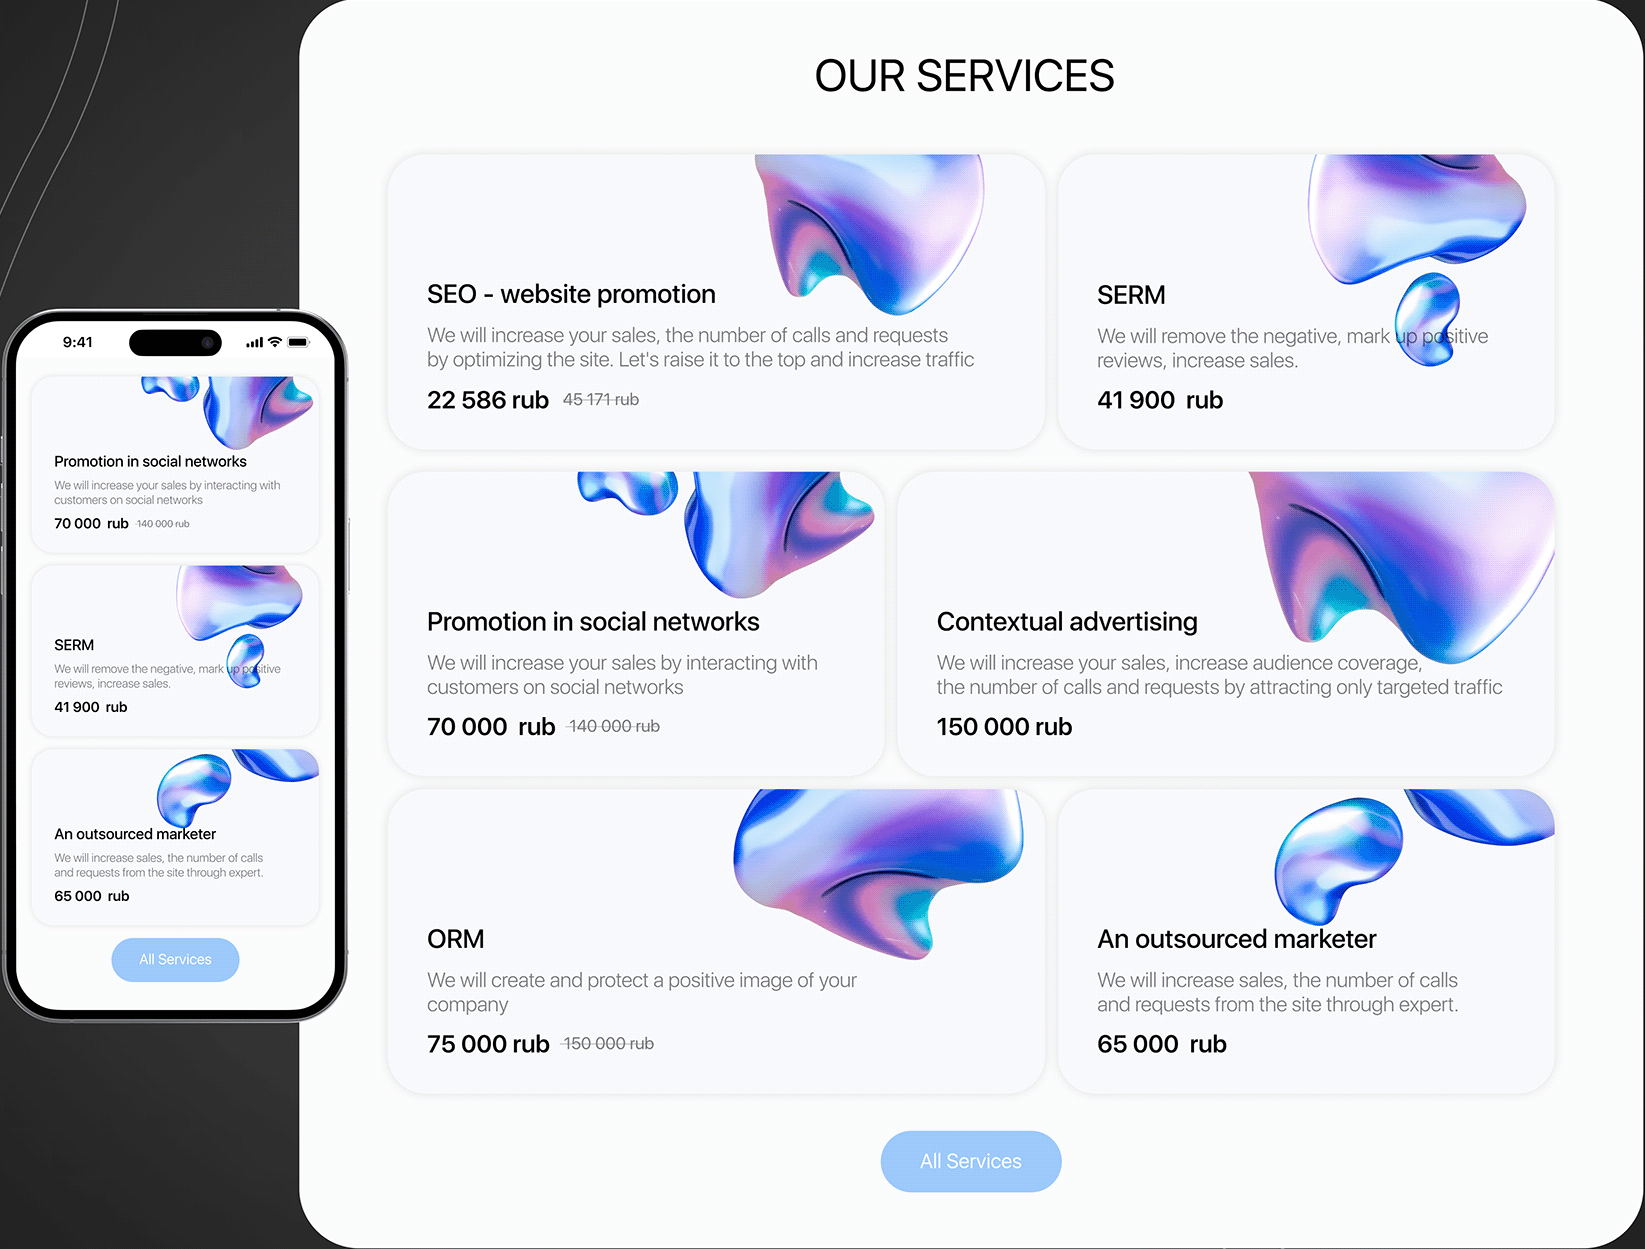 OUR SERVICES
SEO - website promotion
We will increase your sales, the number of calls and requests
by optimizing the site. Let's raise it to the top and increase traffic
22 586 rub 45 171 rub
SERM
We will remove the negative, mark up positive
reviews, increase sales.
41 900 rub
Promotion in social networks
We will increase your sales by interacting with
customers on social networks
70 000 rub 140 000 rub
Contextual advertising
We will increase your sales, increase audience coverage,
the number of calls and requests by attracting only targeted traffic
150 000 rub
ORM
We will create and protect a positive image of your
company
75 000 rub 150 000 rub
An outsourced marketer
We will increase sales, the number of calls
and requests from the site through expert.
65 000 rub
All Services
9:41
Promotion in social networks
We will increase your sales by interacting with
customers on social networks
70 000 rub 140 000 rub
SERM
We will remove the negative, mark up positive
reviews, increase sales.
41 900 rub
An outsourced marketer
We will increase sales, the number of calls
and requests from the site through expert.
65 000 rub
All Services